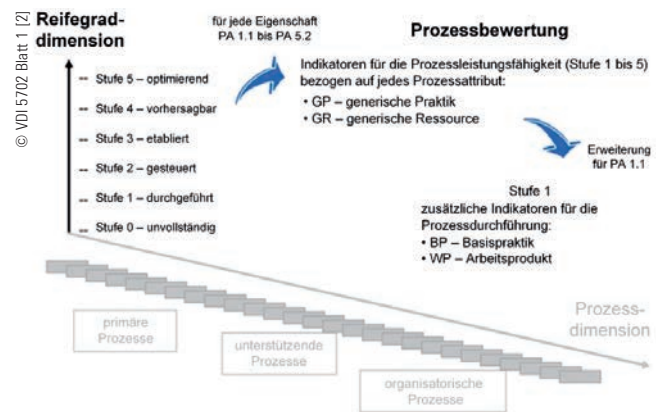 © VDI 5702 Blatt 1 [2]
Reifegrad-
dimension
für jede Eigenschaft
PA 1.1 bis PA 5.2
Prozessbewertung
-- Stufe 5 – optimierend
-- Stufe 4 – vorhersagbar
-- Stufe 3 – etabliert
-- Stufe 2 – gesteuert
-- Stufe 1 – durchgeführt
-- Stufe 0 – unvollständig
Indikatoren für die Prozessleistungsfähigkeit (Stufe 1 bis 5)
bezogen auf jedes Prozessattribut:
• GP – generische Praktik
• GR – generische Ressource
Erweiterung
für PA 1.1
Stufe 1
zusätzliche Indikatoren für die
Prozessdurchführung:
• BP – Basispraktik
• WP – Arbeitsprodukt
Prozess-
dimension
primäre
Prozesse
unterstützende
Prozesse
organisatorische
Prozesse